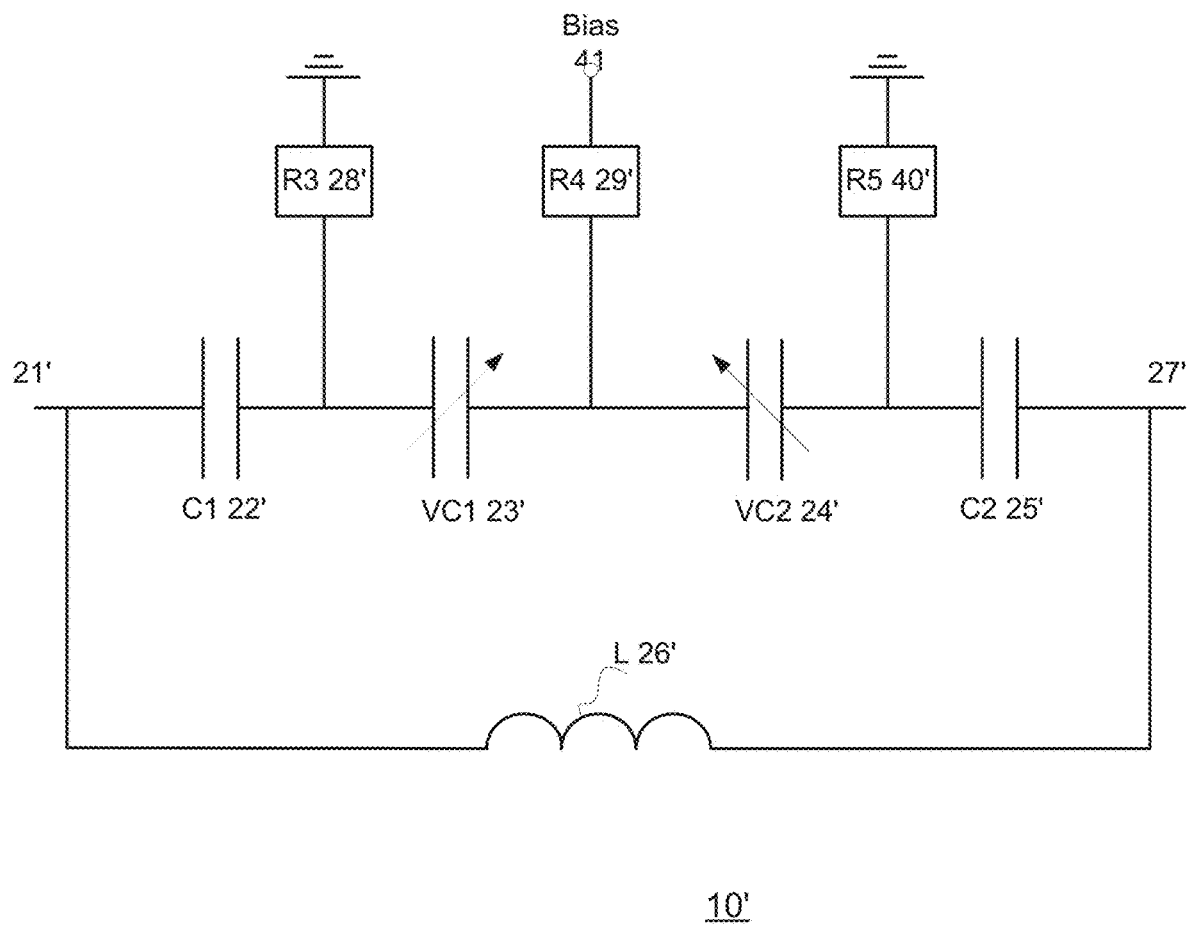 Bias
41
R3 28'
R4 29'
R5 40'
21'
27'
C1 22'
VC1 23'
VC2 24'
C2 25'
L 26'
10'